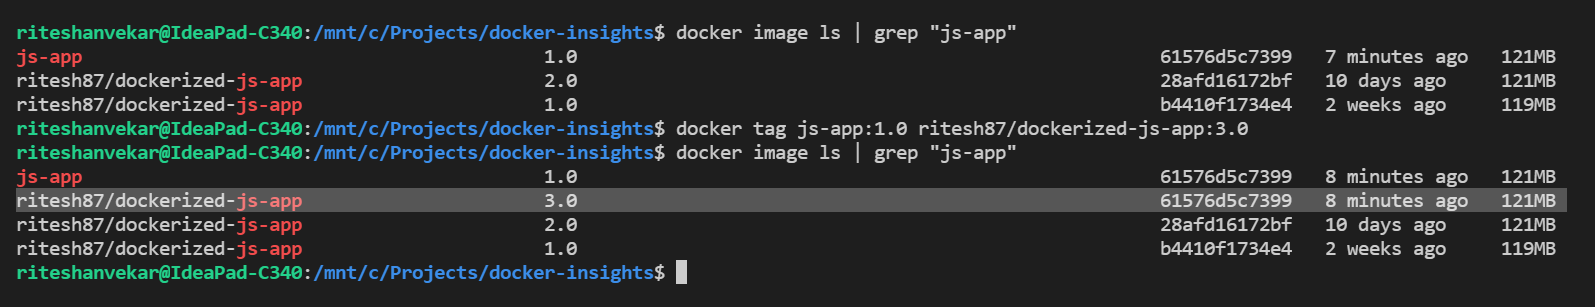 riteshanvekar@IdeaPad-C340:/mnt/c/Projects/docker-insights$ docker image ls | grep "js-app"
js-app 1.0 61576d5c7399 7 minutes ago 121MB
ritesh87/dockerized-js-app 2.0 28afd16172bf 10 days ago 121MB
ritesh87/dockerized-js-app 1.0 b4410f1734e4 2 weeks ago 119MB
riteshanvekar@IdeaPad-C340:/mnt/c/Projects/docker-insights$ docker tag js-app:1.0 ritesh87/dockerized-js-app:3.0
riteshanvekar@IdeaPad-C340:/mnt/c/Projects/docker-insights$ docker image ls | grep "js-app"
js-app 1.0 61576d5c7399 8 minutes ago 121MB
ritesh87/dockerized-js-app 3.0 61576d5c7399 8 minutes ago 121MB
ritesh87/dockerized-js-app 2.0 28afd16172bf 10 days ago 121MB
ritesh87/dockerized-js-app 1.0 b4410f1734e4 2 weeks ago 119MB
riteshanvekar@IdeaPad-C340:/mnt/c/Projects/docker-insights$